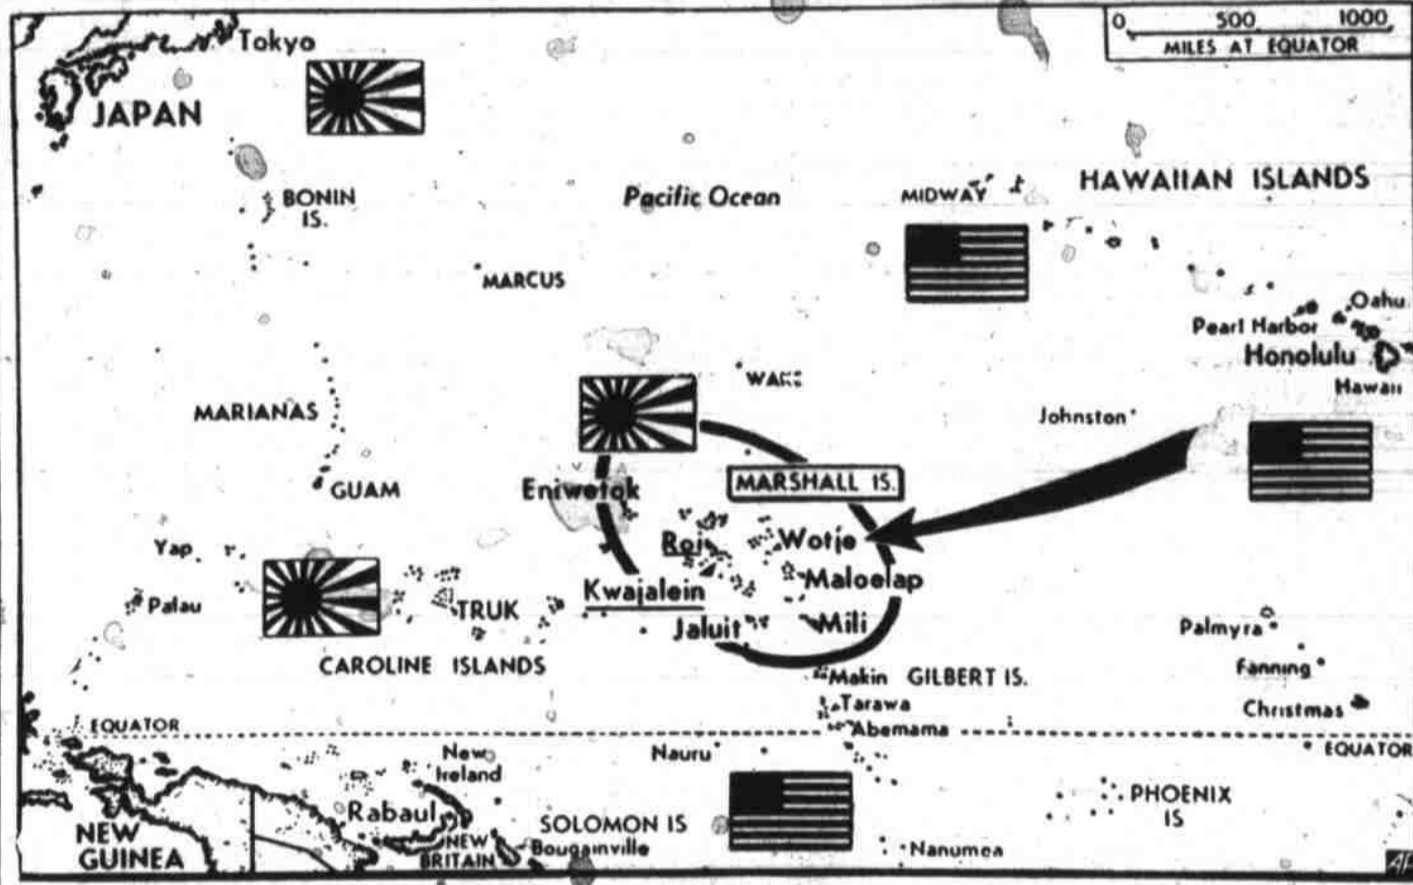 0 500 1000
MILES AT EQUATOR
Tokyo
JAPAN
BONIN
IS.
Pacific Ocean
MIDWAY
HAWAIIAN ISLANDS
MARCUS
Oahu
Pearl Harbor
Honolulu
Hawaii
WAKE
MARIANAS
Johnston
GUAM
Eniwetok
MARSHALL IS.
Roi
Wotje
Yap
Maloelap
Kwajalein
Palau
TRUK
Jaluit
Mili
Palmyra
CAROLINE ISLANDS
Makin GILBERT IS.
Fanning
Tarawa
Christmas
EQUATOR
Abemama
EQUATOR
New
Ireland
Nauru
Rabaul
PHOENIX
IS
SOLOMON IS
Bougainville
NEW
GUINEA
NEW
BRITAIN
Nanumea
AP